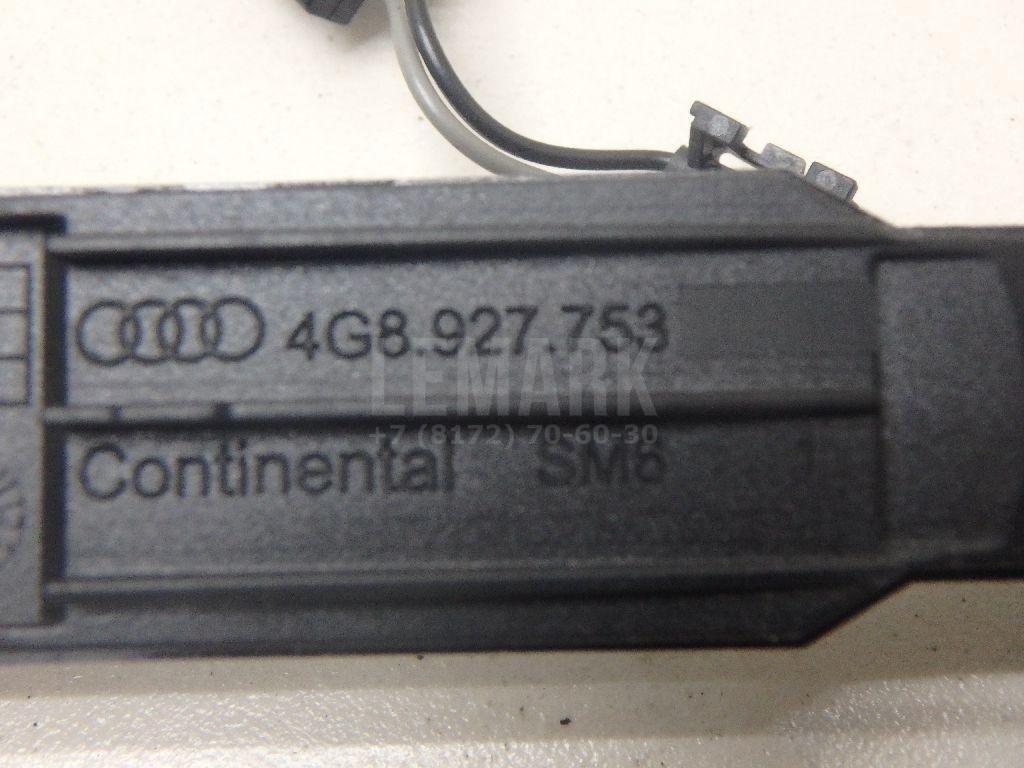 4G8.927.753
LEMARK
+7 (8172) 70-60-30
Continental SM6